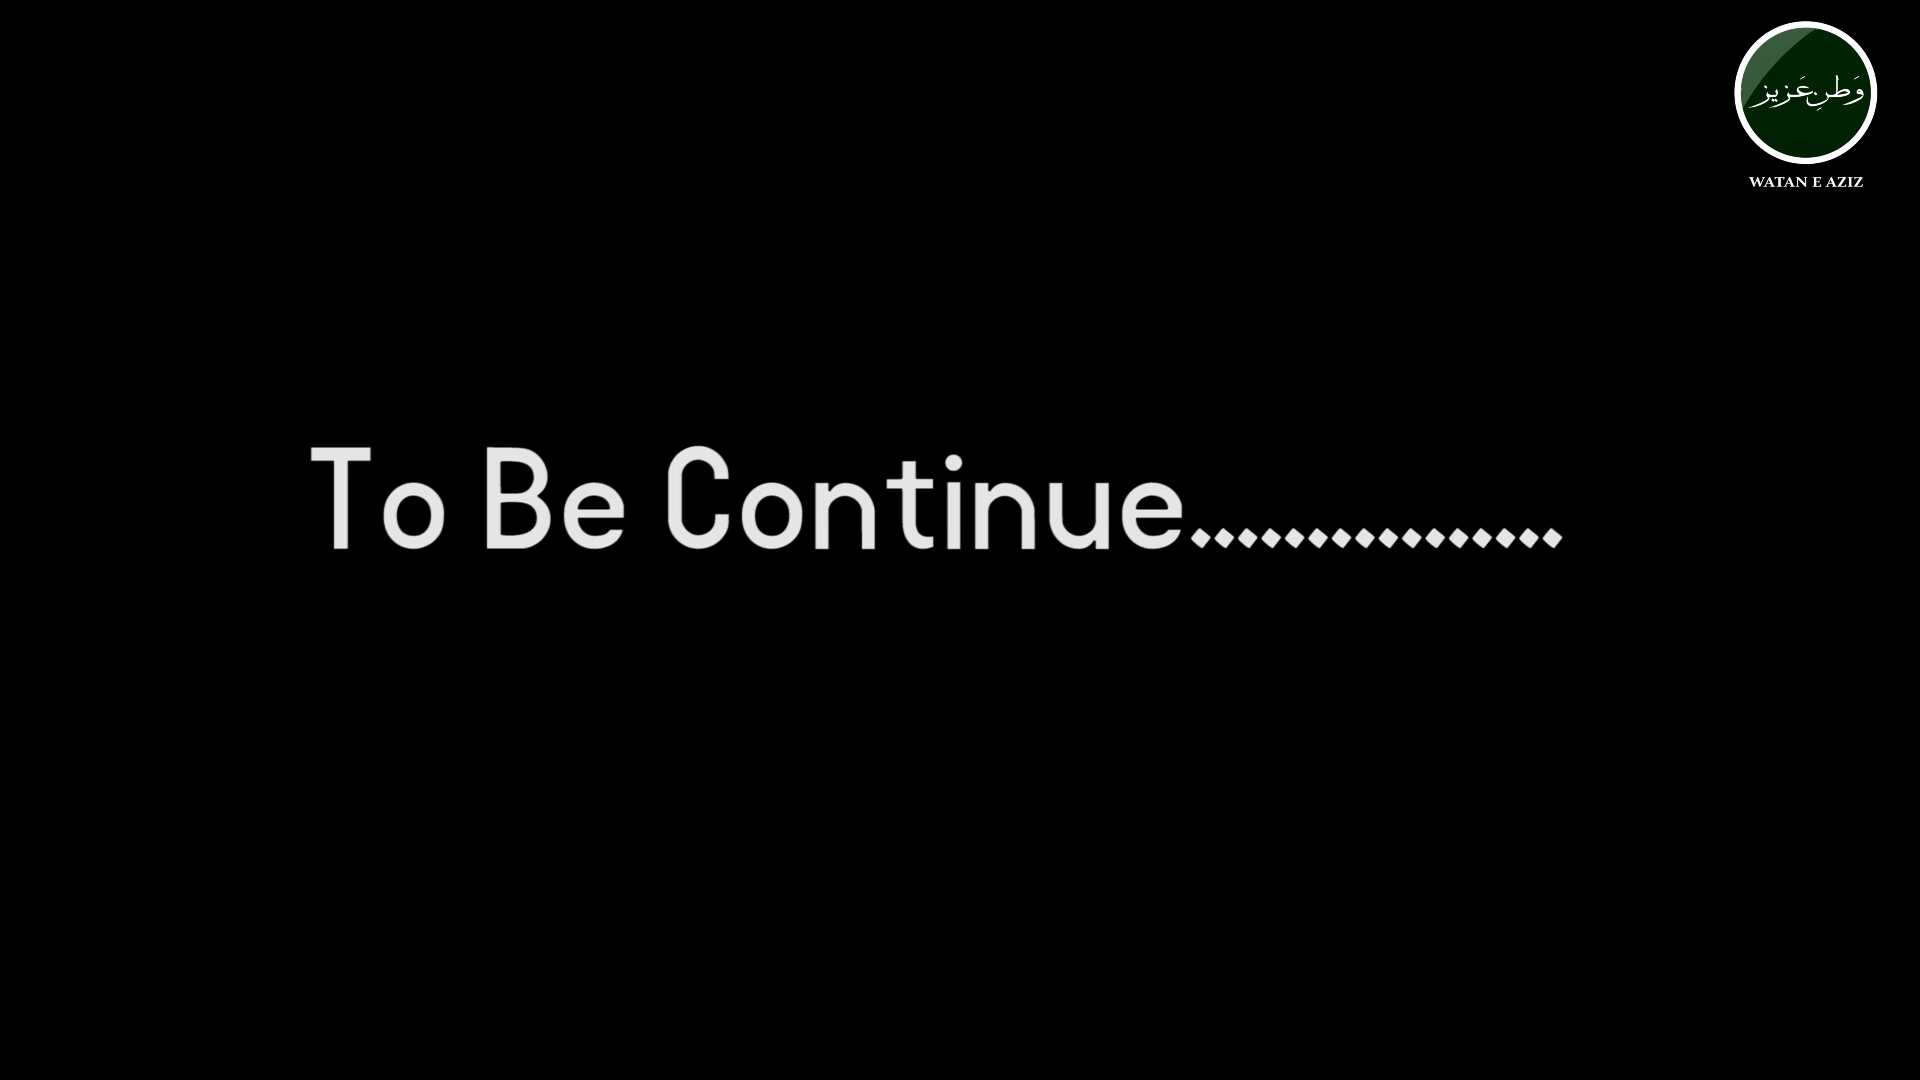 وَطنِ عَزیز
WATAN E AZIZ
To Be Continue................